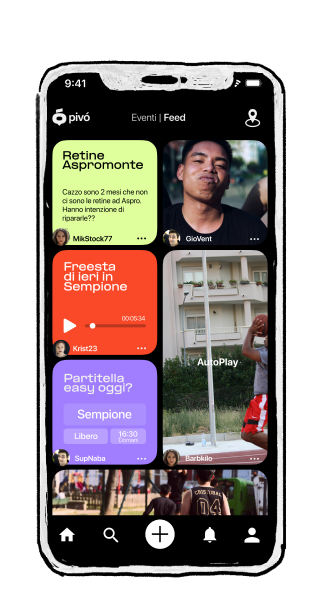 9:41
pivó
Eventi | Feed
Retine
Aspromonte
Cazzo sono 2 mesi che non
ci sono le retine ad Aspro.
Hanno intenzione di
ripararle??
MikStock77
GioVent
Freesta
di ieri in
Sempione
00:05:34
Krist23
AutoPlay
Partitella
easy oggi?
Sempione
Libero
16:30
Domani
SupNaba
Barbkilo
04